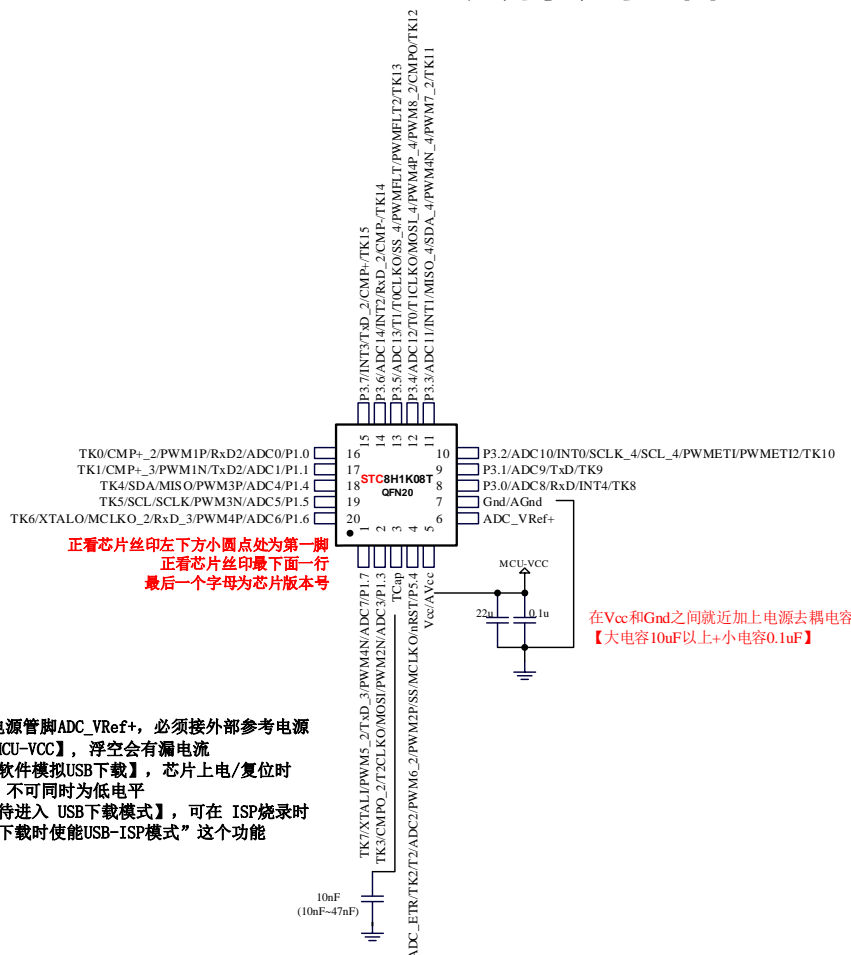 P3.7/INT3/TxD_2/CMP+/TK15
P3.6/ADC14/INT2/RxD_2/CMP-/TK14
P3.5/ADC13/T1/T0CLKO/SS_4/PWMFLT/PWMFLT2/TK13
P3.4/ADC12/T0/T1CLKO/MOSI_4/PWM4P_4/PWM8_2/CMPO/TK12
P3.3/ADC11/INT1/MISO_4/SDA_4/PWM4N_4/PWM7_2/TK11
15
14
13
12
11
TK0/CMP+_2/PWM1P/RxD2/ADC0/P1.0
16
TK1/CMP+_3/PWM1N/TxD2/ADC1/P1.1
17
TK4/SDA/MISO/PWM3P/ADC4/P1.4
18
TK5/SCL/SCLK/PWM3N/ADC5/P1.5
19
TK6/XTALO/MCLKO_2/RxD_3/PWM4P/ADC6/P1.6
20
STC8H1K08T
QFN20
10
P3.2/ADC10/INT0/SCLK_4/SCL_4/PWMETI/PWMETI2/TK10
9
P3.1/ADC9/TxD/TK9
8
P3.0/ADC8/RxD/INT4/TK8
7
Gnd/AGnd
6
ADC_VRef+
1
2
3
4
5
正看芯片丝印左下方小圆点处为第一脚
正看芯片丝印最下面一行
最后一个字母为芯片版本号
TK7/XTALI/PWM5_2/TxD_3/PWM4N/ADC7/P1.7
TK3/CMPO_2/T2CLKO/MOSI/PWM2N/ADC3/P1.3
TCap
ADC_ETR/TK2/T2/ADC2/PWM6_2/PWM2P/SS/MCLKO/nRST/P5.4
Vcc/AVcc
MCU-VCC
22u
0.1u
在Vcc和Gnd之间就近加上电源去耦电容
【大电容10uF以上+小电容0.1uF】
电源管脚ADC_VRef+，必须接外部参考电源
CU-VCC】，浮空会有漏电流
软件模拟USB下载】，芯片上电/复位时
不可同时为低电平
待进入 USB下载模式】，可在 ISP烧录时
下载时使能USB-ISP模式”这个功能
10nF
(10nF~47nF)